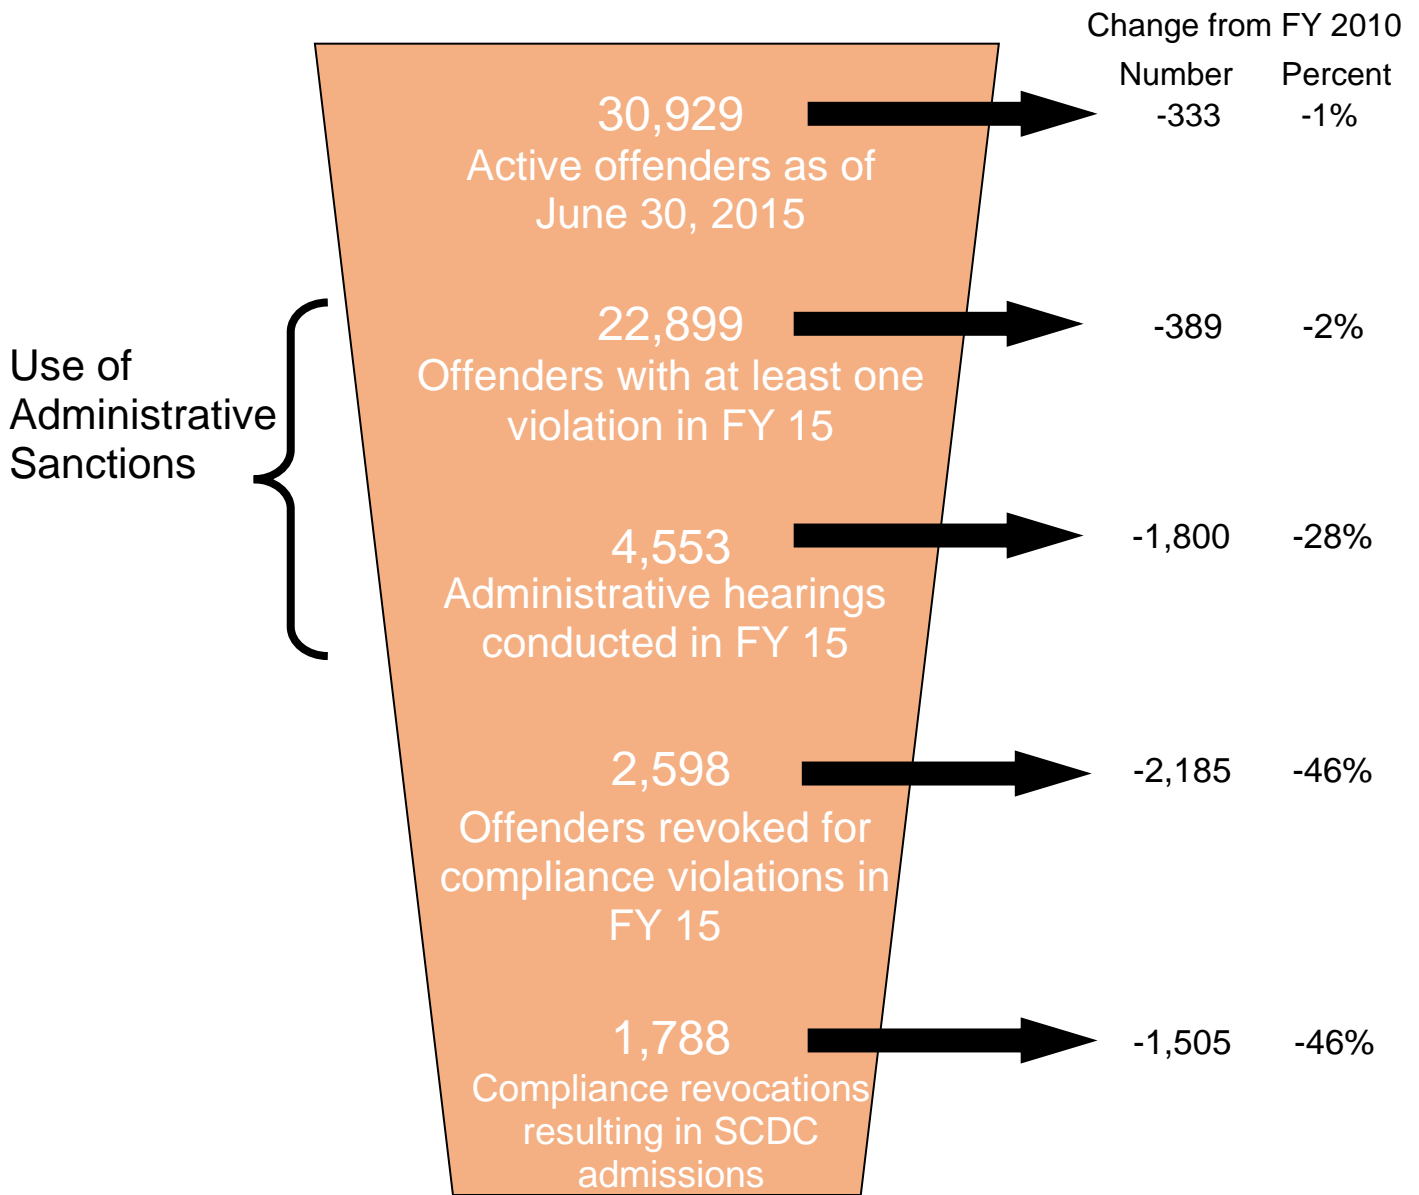 Change from FY 2010
Number Percent
30,929
-333 -1%
Active offenders as of
June 30, 2015
Use of
Administrative
Sanctions
22,899
-389 -2%
Offenders with at least one
violation in FY 15
4,553
-1,800 -28%
Administrative hearings
conducted in FY 15
2,598
-2,185 -46%
Offenders revoked for
compliance violations in
FY 15
1,788
-1,505 -46%
Compliance revocations
resulting in SCDC
admissions